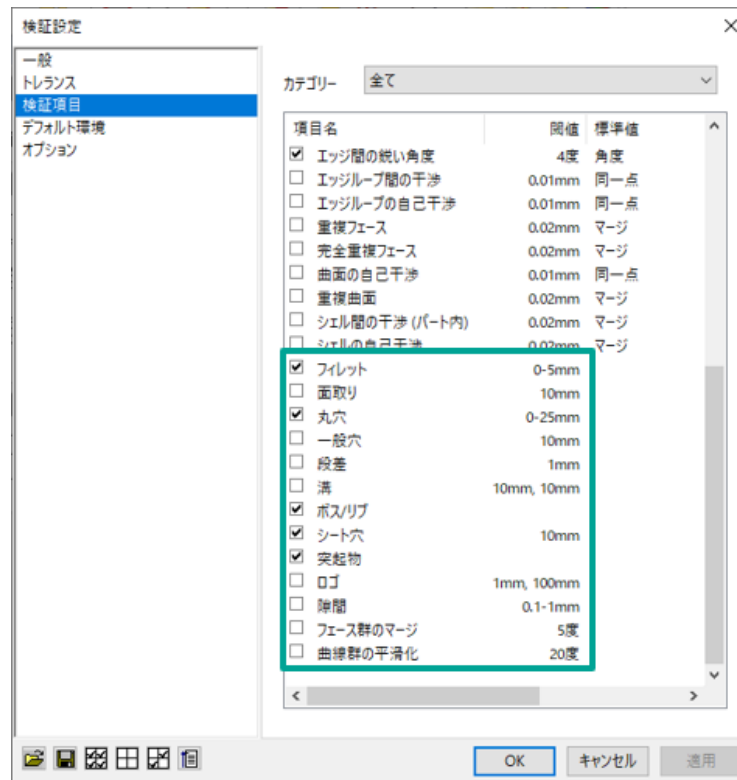 検証設定
一般
トレランス
検証項目
デフォルト環境
オプション
カテゴリー 全て
項目名 閾値 標準値
エッジ間の鋭い角度 4度 角度
エッジループ間の干渉 0.01mm 同一点
エッジループの自己干渉 0.01mm 同一点
重複フェース 0.02mm マージ
完全重複フェース 0.02mm マージ
曲面の自己干渉 0.01mm 同一点
重複曲面 0.02mm マージ
シェル間の干渉 (パート内) 0.02mm マージ
シェルの自己干渉 0.02mm マージ
フィレット 0-5mm
面取り 10mm
丸穴 0-25mm
一般穴 10mm
段差 1mm
溝 10mm, 10mm
ボス/リブ
シート穴 10mm
突起物
ロゴ 1mm, 100mm
隙間 0.1-1mm
フェース群のマージ 5度
曲線群の平滑化 20度
OK キャンセル 適用